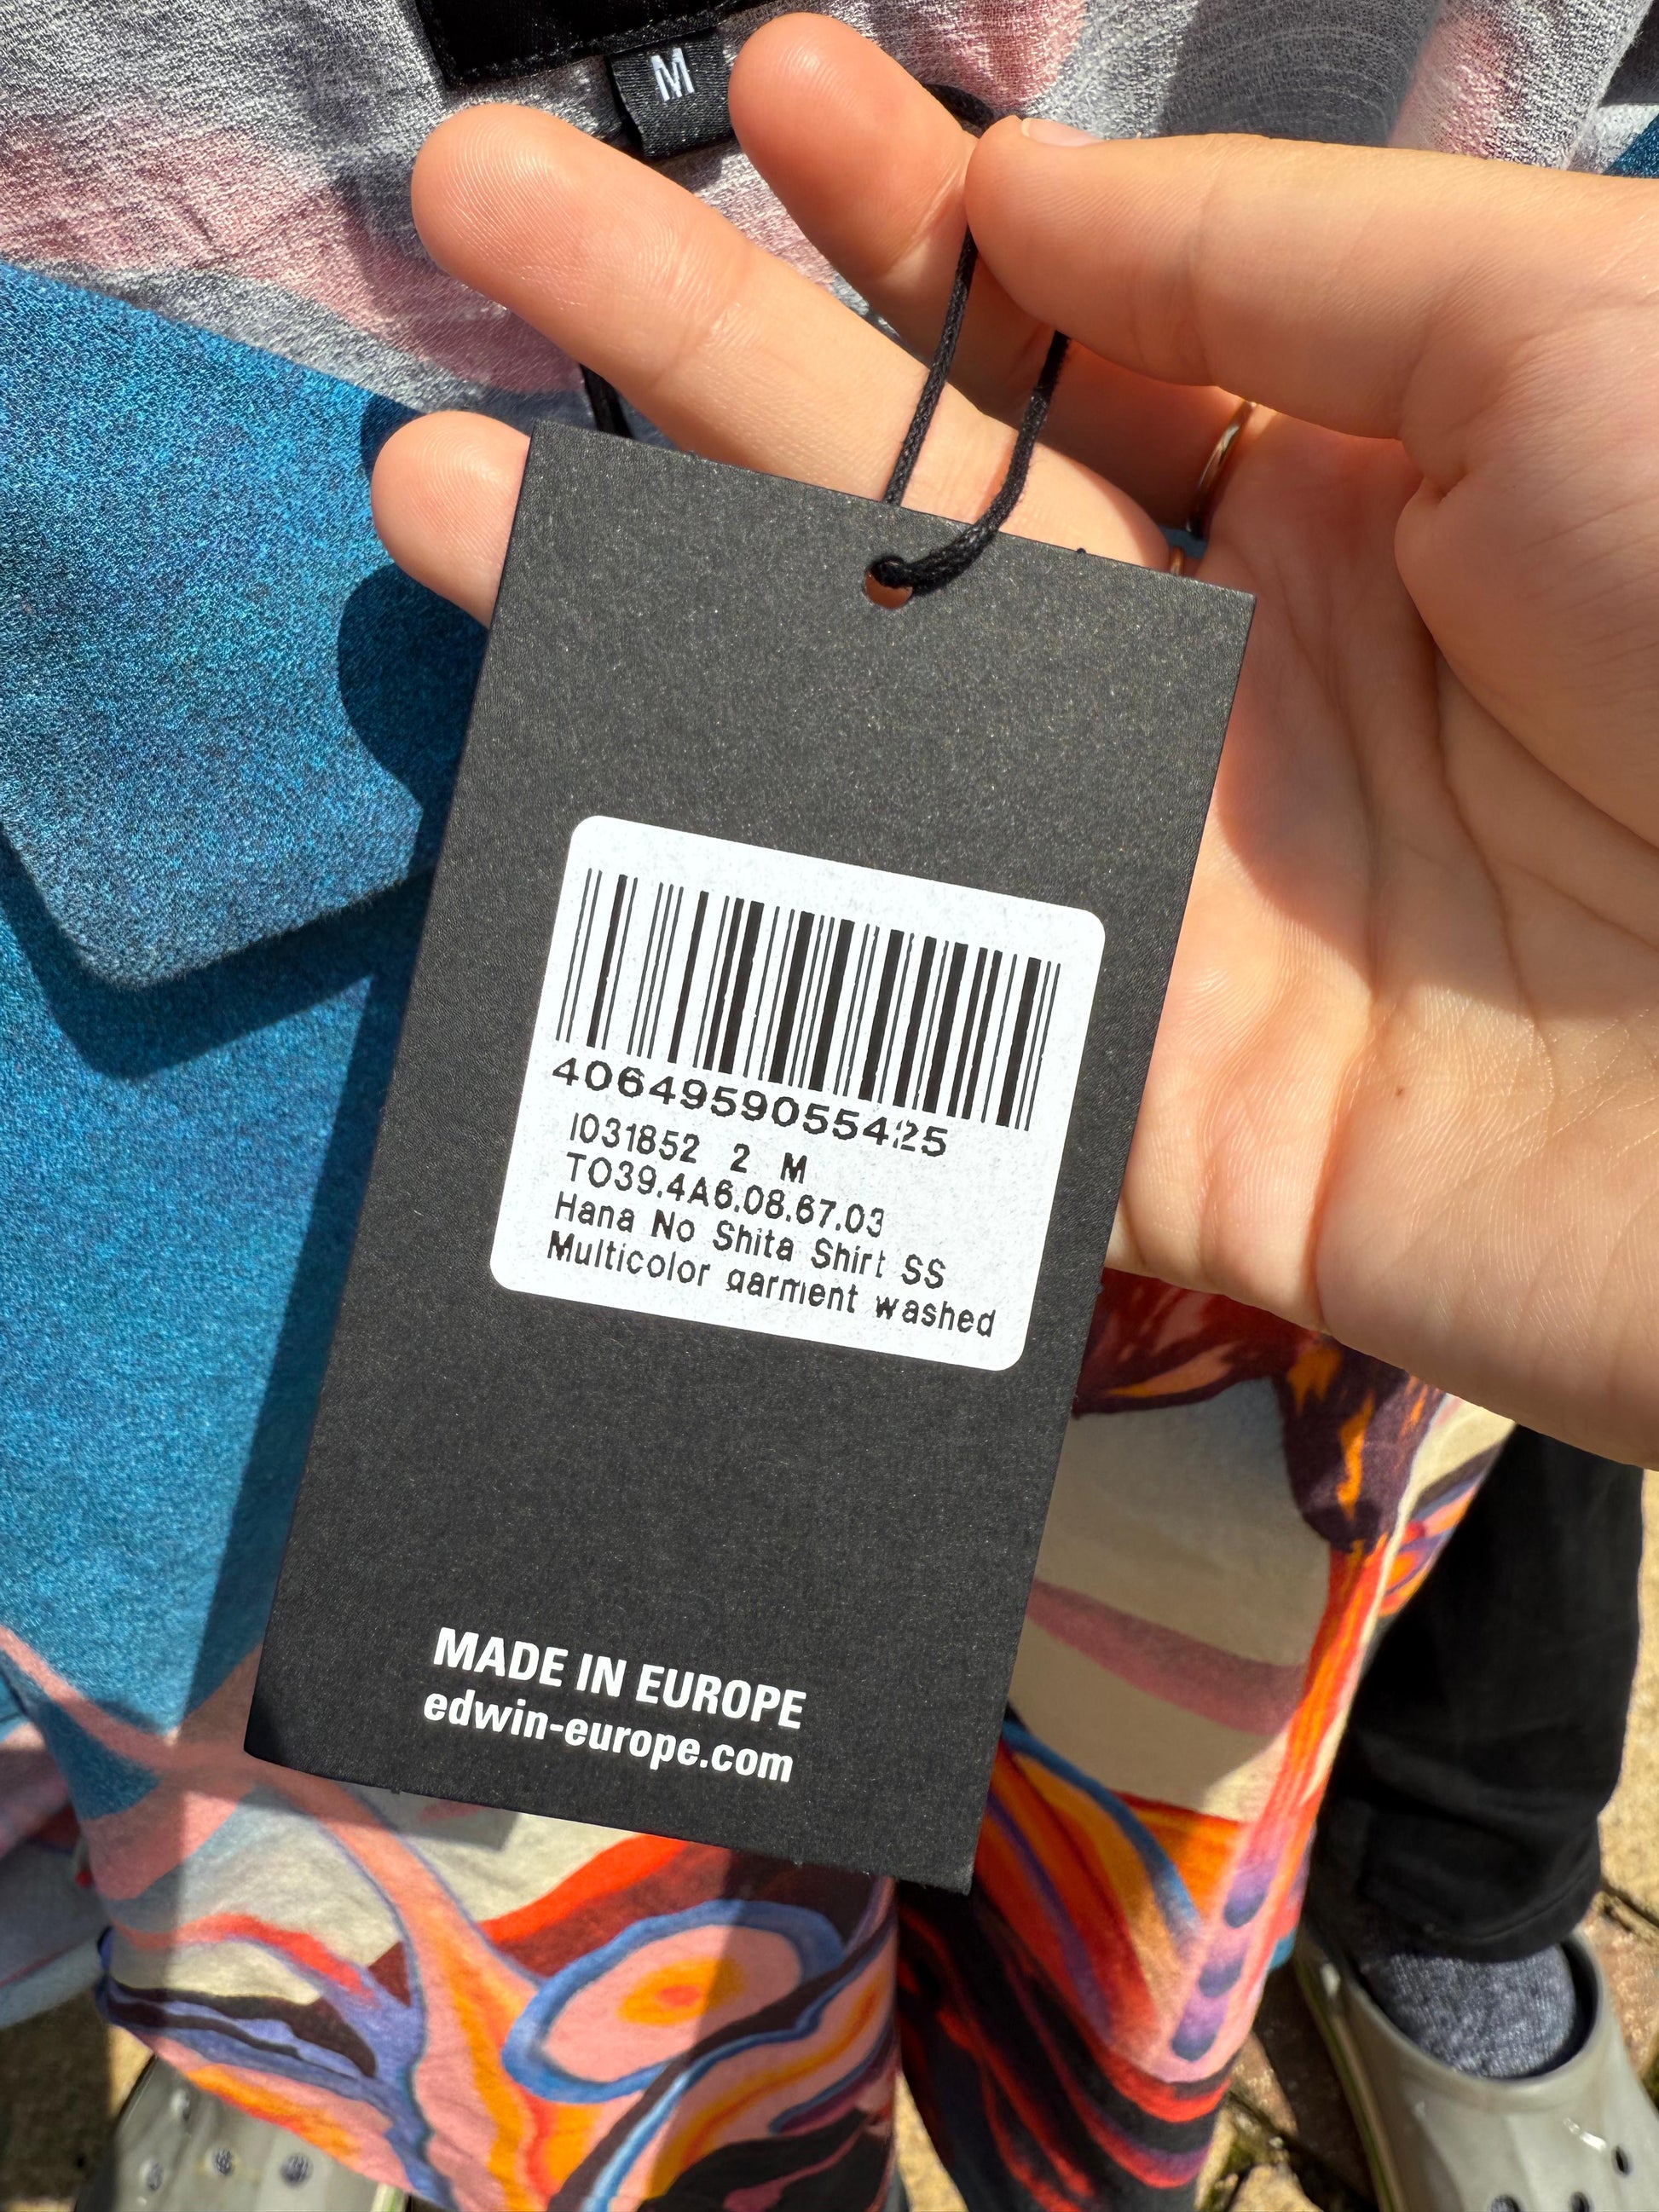 M
4064959055425
I031852 2 M
TO39.4A6.08.67.03
Hana No Shita Shirt SS
Multicolor garment washed
MADE IN EUROPE
edwin-europe.com